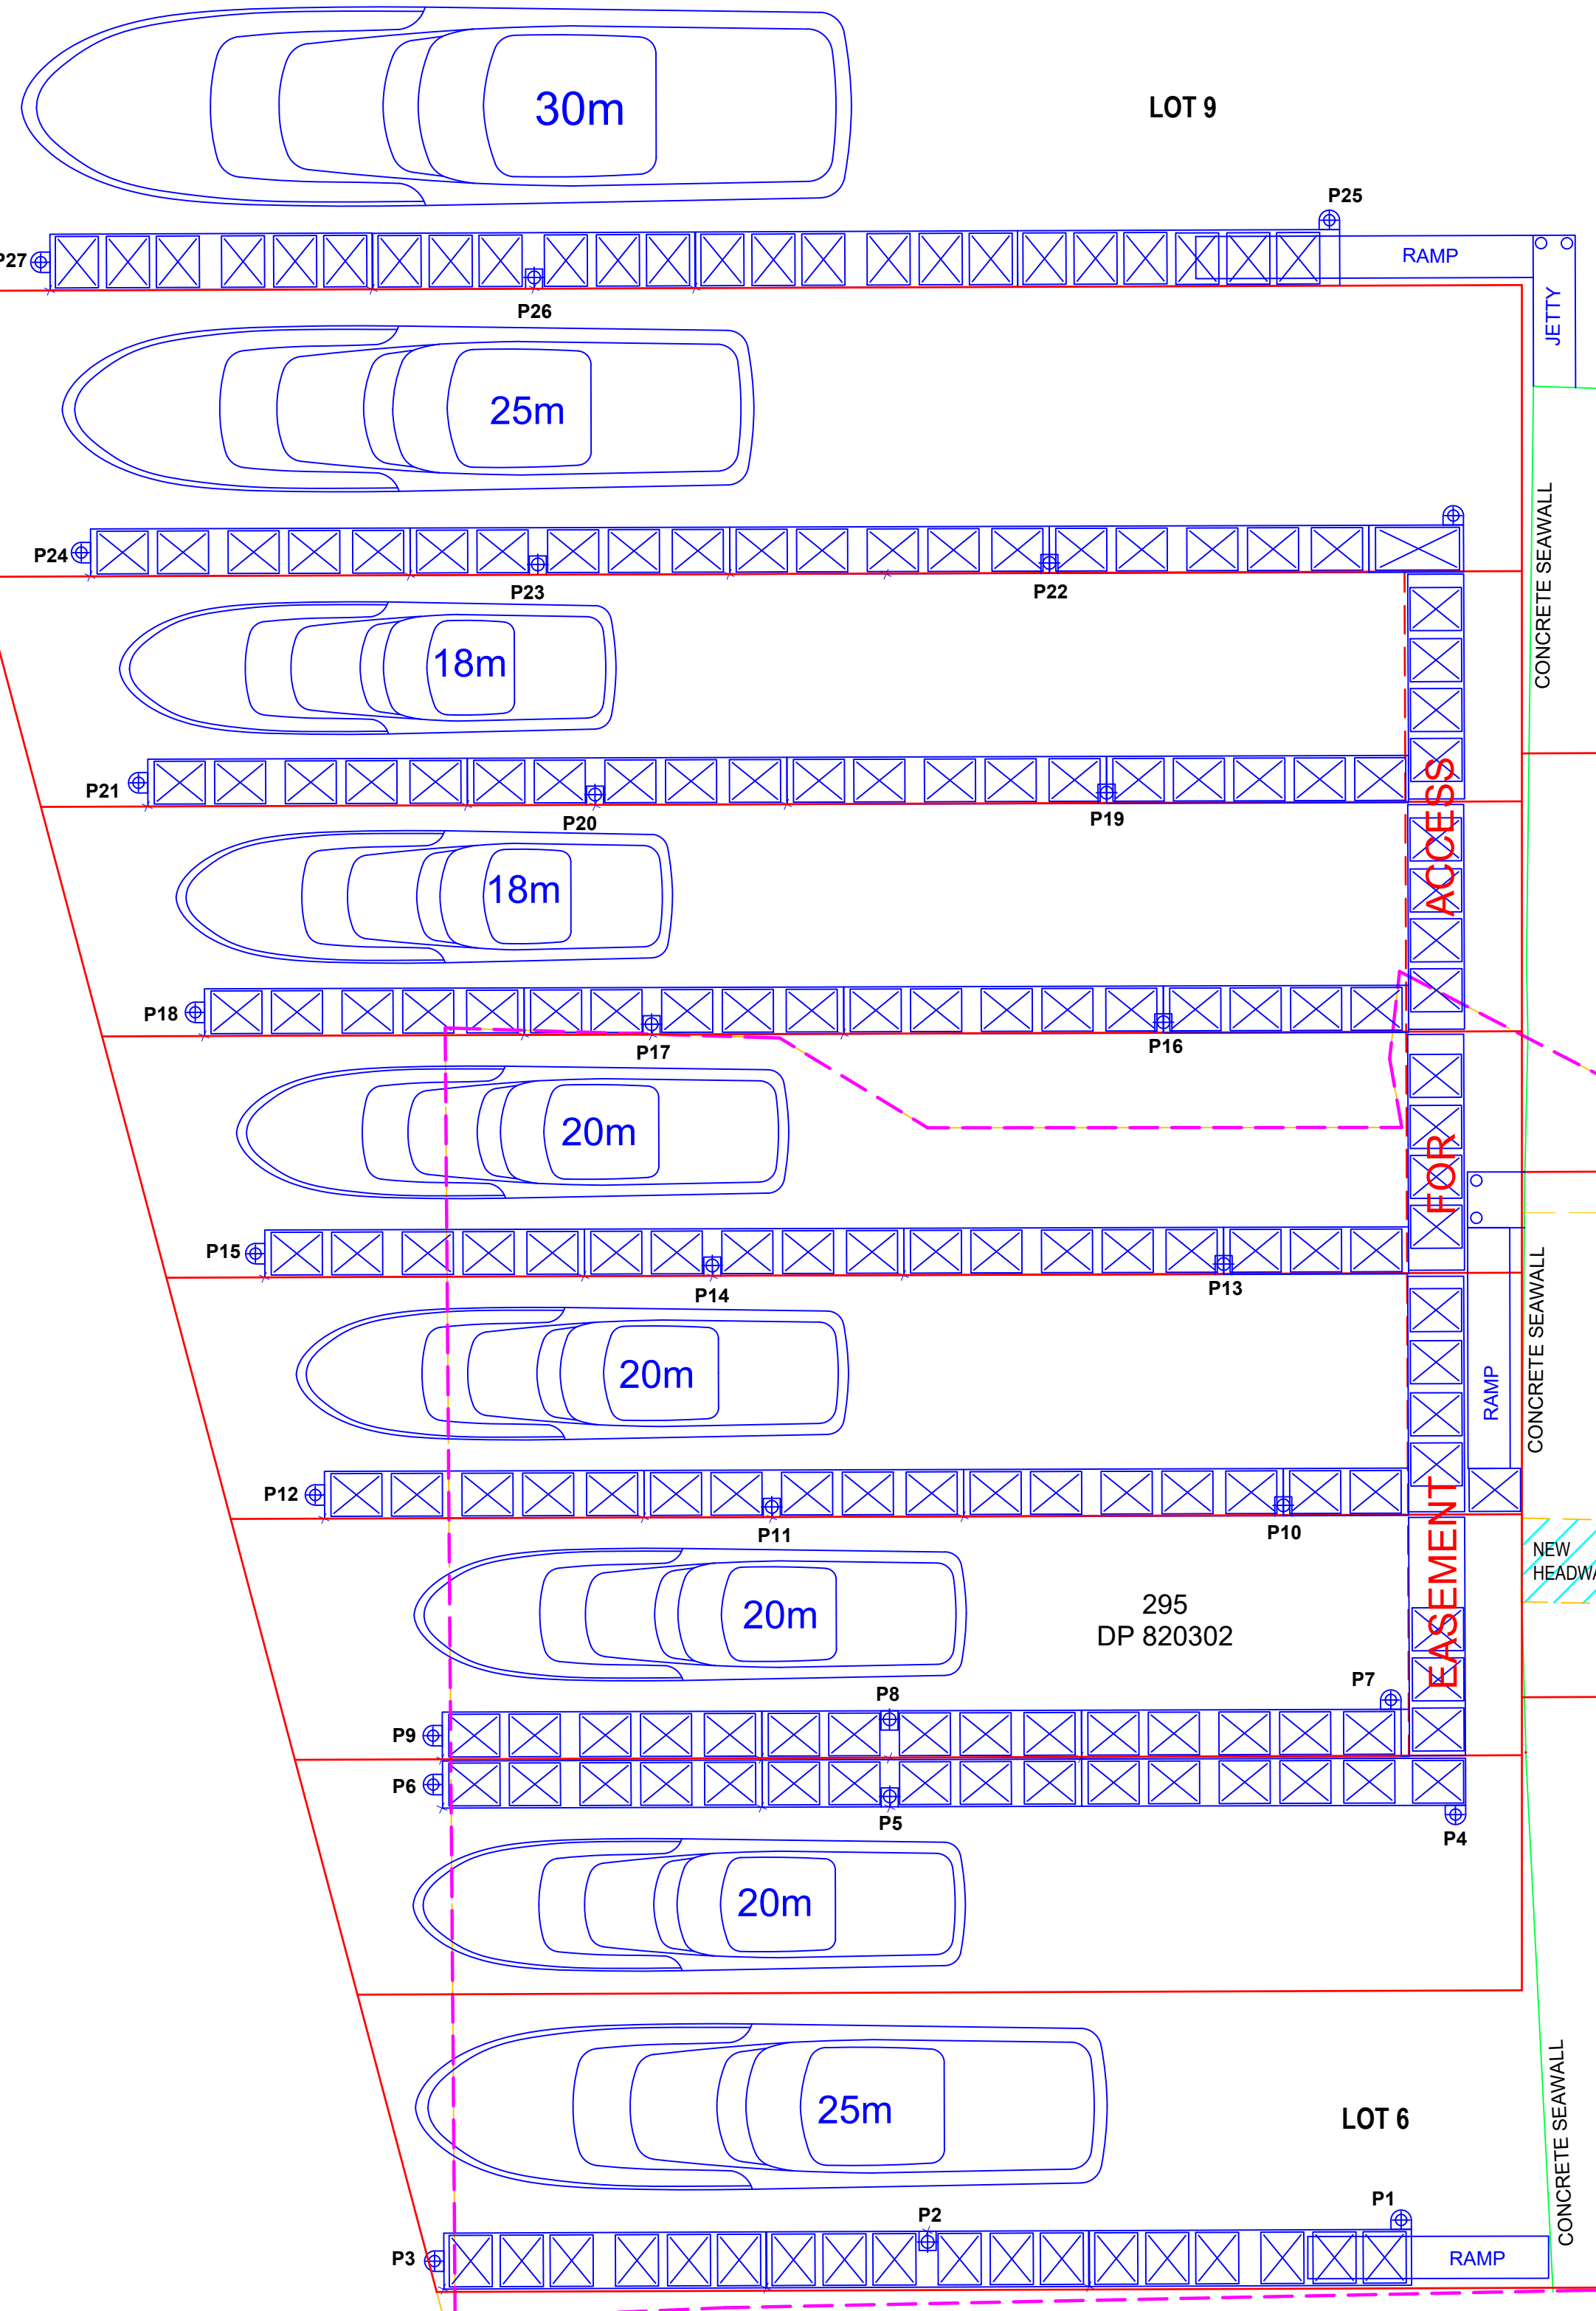 30m
LOT 9
P25
P27
RAMP
P26
JETTY
25m
CONCRETE SEAWALL
P24
P23
P22
18m
P21
P20
P19
ACCESS
18m
P18
P17
P16
20m
FOR
P15
P14
P13
CONCRETE SEAWALL
20m
RAMP
P12
P11
P10
EASEMENT
NEW
20m
295
DP 820302
P7
P8
P9
P6
P5
P4
20m
25m
LOT 6
CONCRETE SEAWALL
P1
P2
P3
RAMP